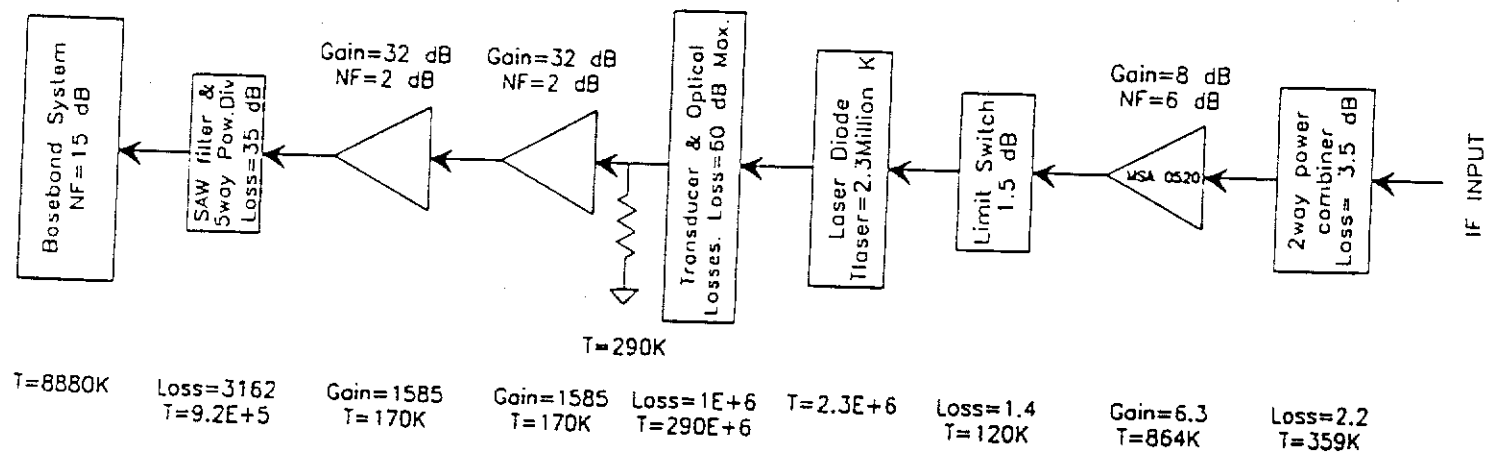 Basebond System
NF=15 dB
SAW filter &
5way Pow.Div
Loss=35 dB
Gain=32 dB
NF=2 dB
Gain=32 dB
NF=2 dB
Transducer & Optical
Losses. Loss=60 dB Max.
Laser Diode
Tlaser=2.3Million K
Limit Switch
1.5 dB
Gain=8 dB
NF=6 dB
MSA 0520
2way power
combiner
Loss= 3.5 dB
IF INPUT
T=290K
T=8880K
Loss=3162
T=9.2E+5
Gain=1585
T=170K
Gain=1585
T=170K
Loss=1E+6
T=290E+6
T=2.3E+6
Loss=1.4
T=120K
Gain=6.3
T=864K
Loss=2.2
T=359K